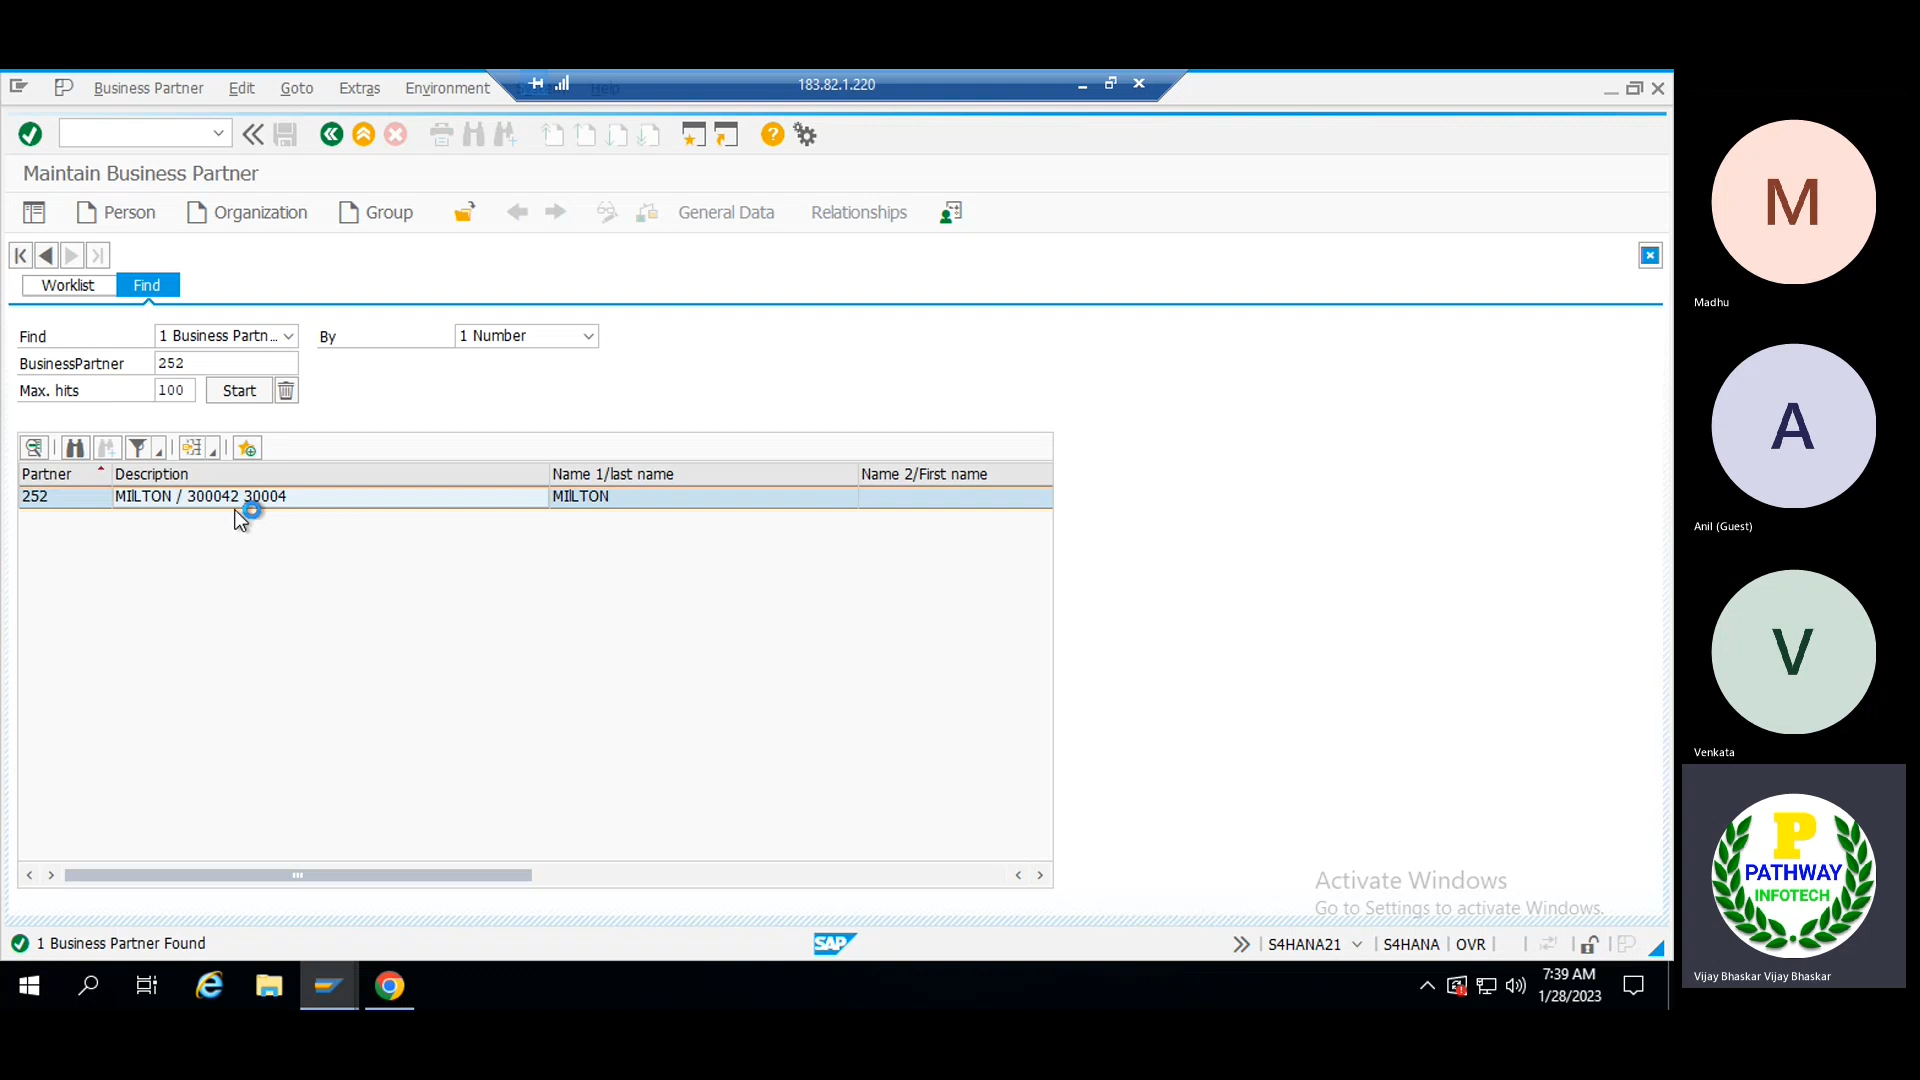 Business Partner Edit Goto Extras Environment Help
183.82.1.220
Maintain Business Partner
Person Organization Group General Data Relationships
Worklist Find
Find 1 Business Partn... By 1 Number
BusinessPartner 252
Max. hits 100 Start
Partner Description Name 1/last name Name 2/First name
252 MIlLTON / 300042 30004 MIlLTON
Activate Windows
Go to Settings to activate Windows.
1 Business Partner Found SAP S4HANA21 S4HANA OVR
7:39 AM
1/28/2023
M
Madhu
A
Anil (Guest)
V
Venkata
P
PATHWAY
INFOTECH
Vijay Bhaskar Vijay Bhaskar